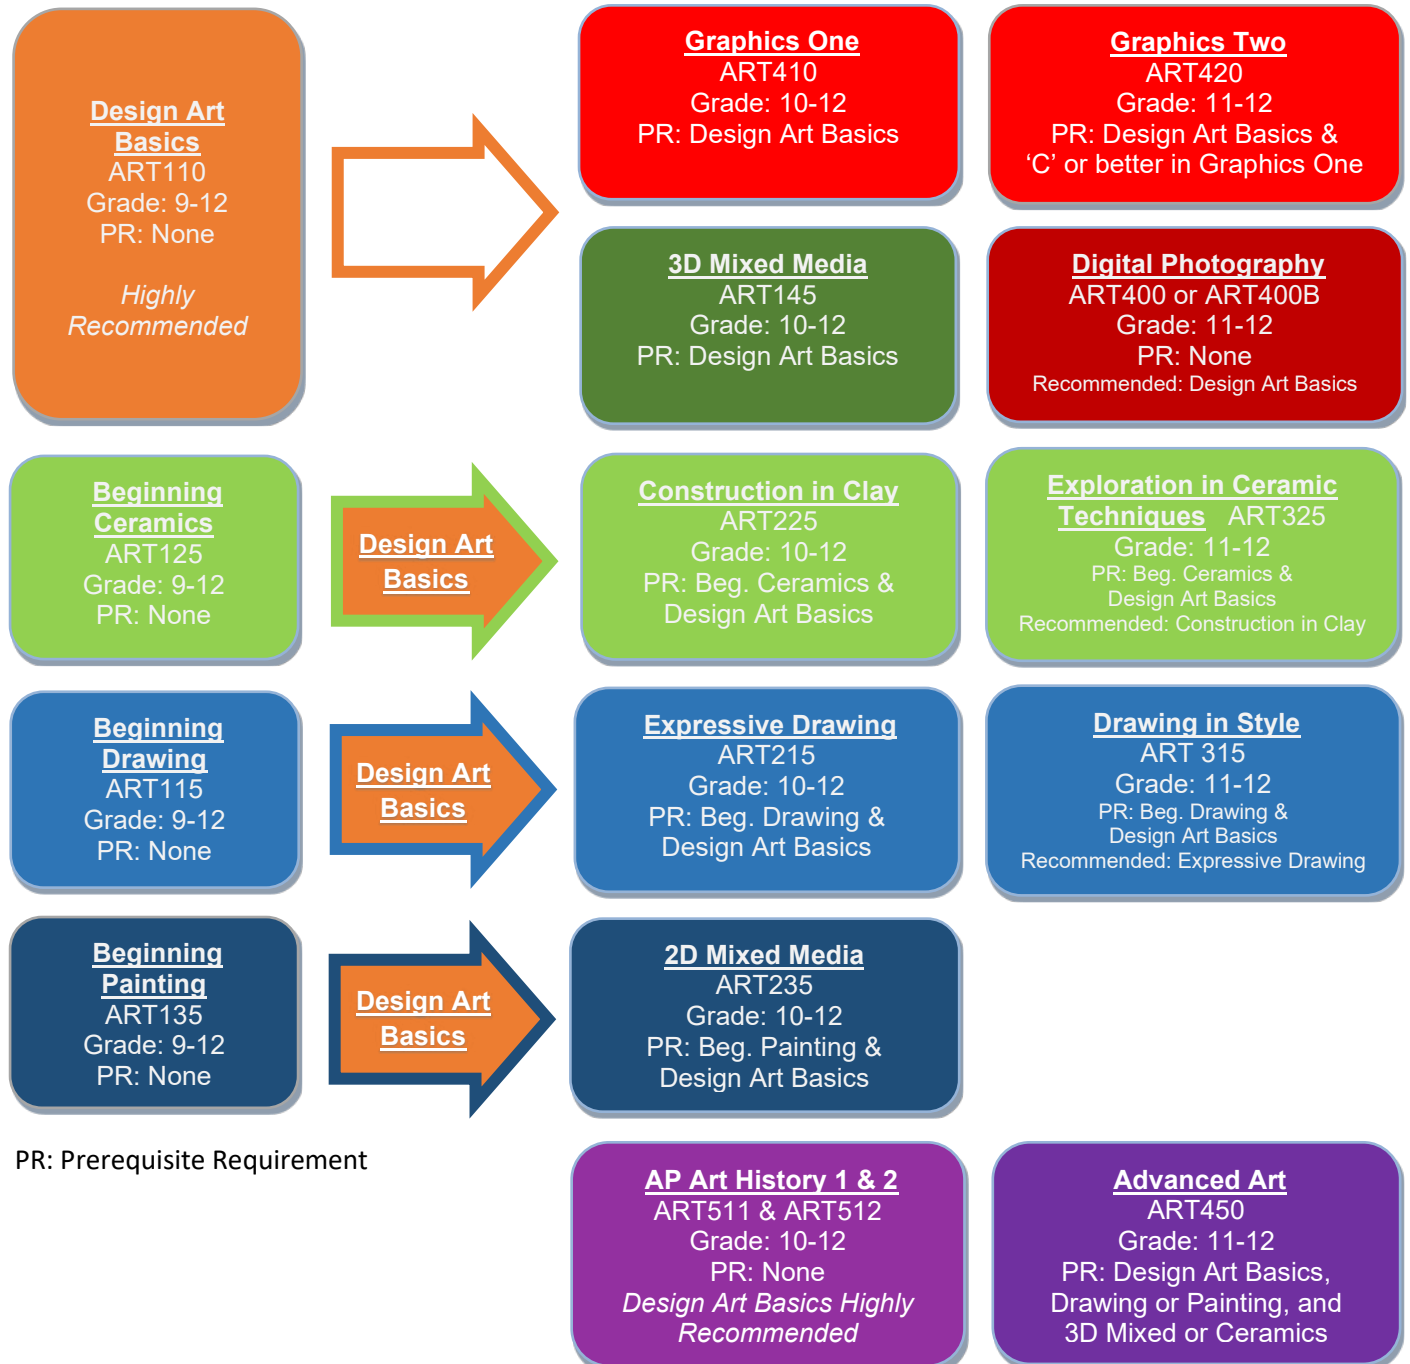 Design Art
Basics
ART110
Grade: 9-12
PR: None
Highly
Recommended
Graphics One
ART410
Grade: 10-12
PR: Design Art Basics
Graphics Two
ART420
Grade: 11-12
PR: Design Art Basics &
‘C’ or better in Graphics One
3D Mixed Media
ART145
Grade: 10-12
PR: Design Art Basics
Digital Photography
ART400 or ART400B
Grade: 11-12
PR: None
Recommended: Design Art Basics
Beginning
Ceramics
ART125
Grade: 9-12
PR: None
Design Art
Basics
Construction in Clay
ART225
Grade: 10-12
PR: Beg. Ceramics &
Design Art Basics
Exploration in Ceramic
Techniques ART325
Grade: 11-12
PR: Beg. Ceramics &
Design Art Basics
Recommended: Construction in Clay
Beginning
Drawing
ART115
Grade: 9-12
PR: None
Design Art
Basics
Expressive Drawing
ART215
Grade: 10-12
PR: Beg. Drawing &
Design Art Basics
Drawing in Style
ART 315
Grade: 11-12
PR: Beg. Drawing &
Design Art Basics
Recommended: Expressive Drawing
Beginning
Painting
ART135
Grade: 9-12
PR: None
Design Art
Basics
2D Mixed Media
ART235
Grade: 10-12
PR: Beg. Painting &
Design Art Basics
PR: Prerequisite Requirement
AP Art History 1 & 2
ART511 & ART512
Grade: 10-12
PR: None
Design Art Basics Highly
Recommended
Advanced Art
ART450
Grade: 11-12
PR: Design Art Basics,
Drawing or Painting, and
3D Mixed or Ceramics